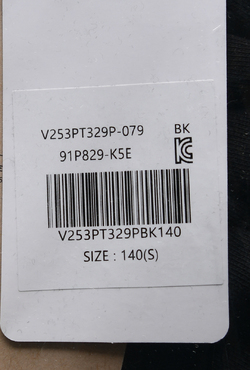 V253PT329P-079 BK
91P829-K5E
V253PT329PBK140
SIZE : 140(S)